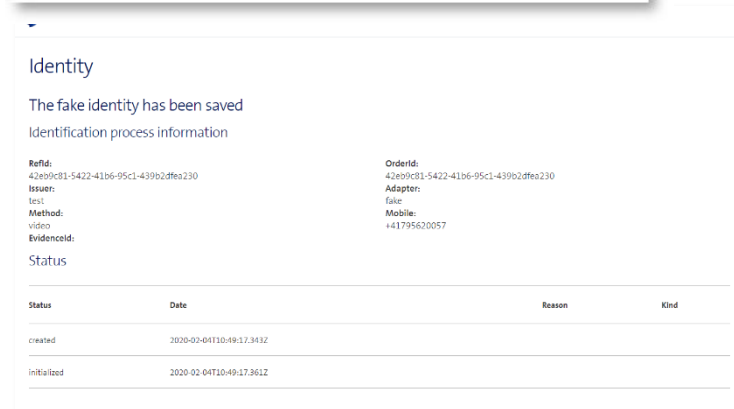 Identity
The fake identity has been saved
Identification process information
RefId: OrderId:
42eb9c81-5422-41b6-95c1-439b2dfea230 42eb9c81-5422-41b6-95c1-439b2dfea230
Issuer: Adapter:
test fake
Method: Mobile:
video +41795620057
EvidenceId:
Status
Status Date Reason Kind
created 2020-02-04T10:49:17.343Z
initialized 2020-02-04T10:49:17.361Z